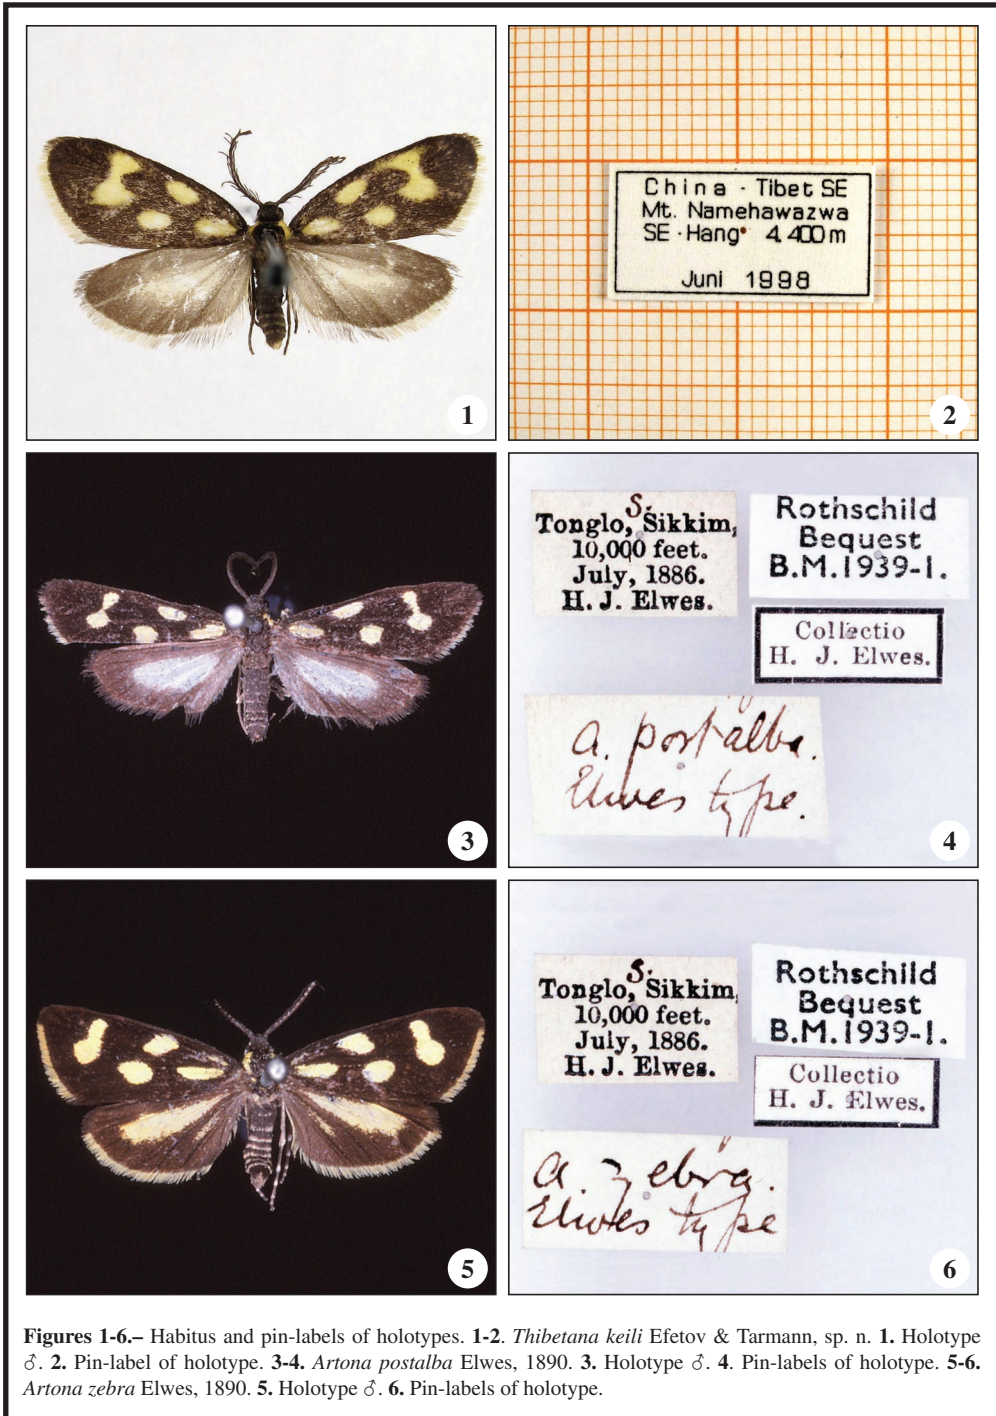 1
China · Tibet SE
Mt. Namehawazwa
SE · Hang 4.400m
Juni 1998
2
3
S.
Tonglo, Sikkim,
10,000 feet.
July, 1886.
H. J. Elwes.
Rothschild
Bequest
B.M.1939-1.
Collectio
H. J. Elwes.
a. postalba.
Elwes type.
4
5
S.
Tonglo, Sikkim,
10,000 feet.
July, 1886.
H. J. Elwes.
Rothschild
Bequest
B.M.1939-1.
Collectio
H. J. Elwes.
a. zebra.
Elwes type
6
Figures 1-6.– Habitus and pin-labels of holotypes. 1-2. Thibetana keili Efetov & Tarmann, sp. n. 1. Holotype
♂. 2. Pin-label of holotype. 3-4. Artona postalba Elwes, 1890. 3. Holotype ♂. 4. Pin-labels of holotype. 5-6.
Artona zebra Elwes, 1890. 5. Holotype ♂. 6. Pin-labels of holotype.